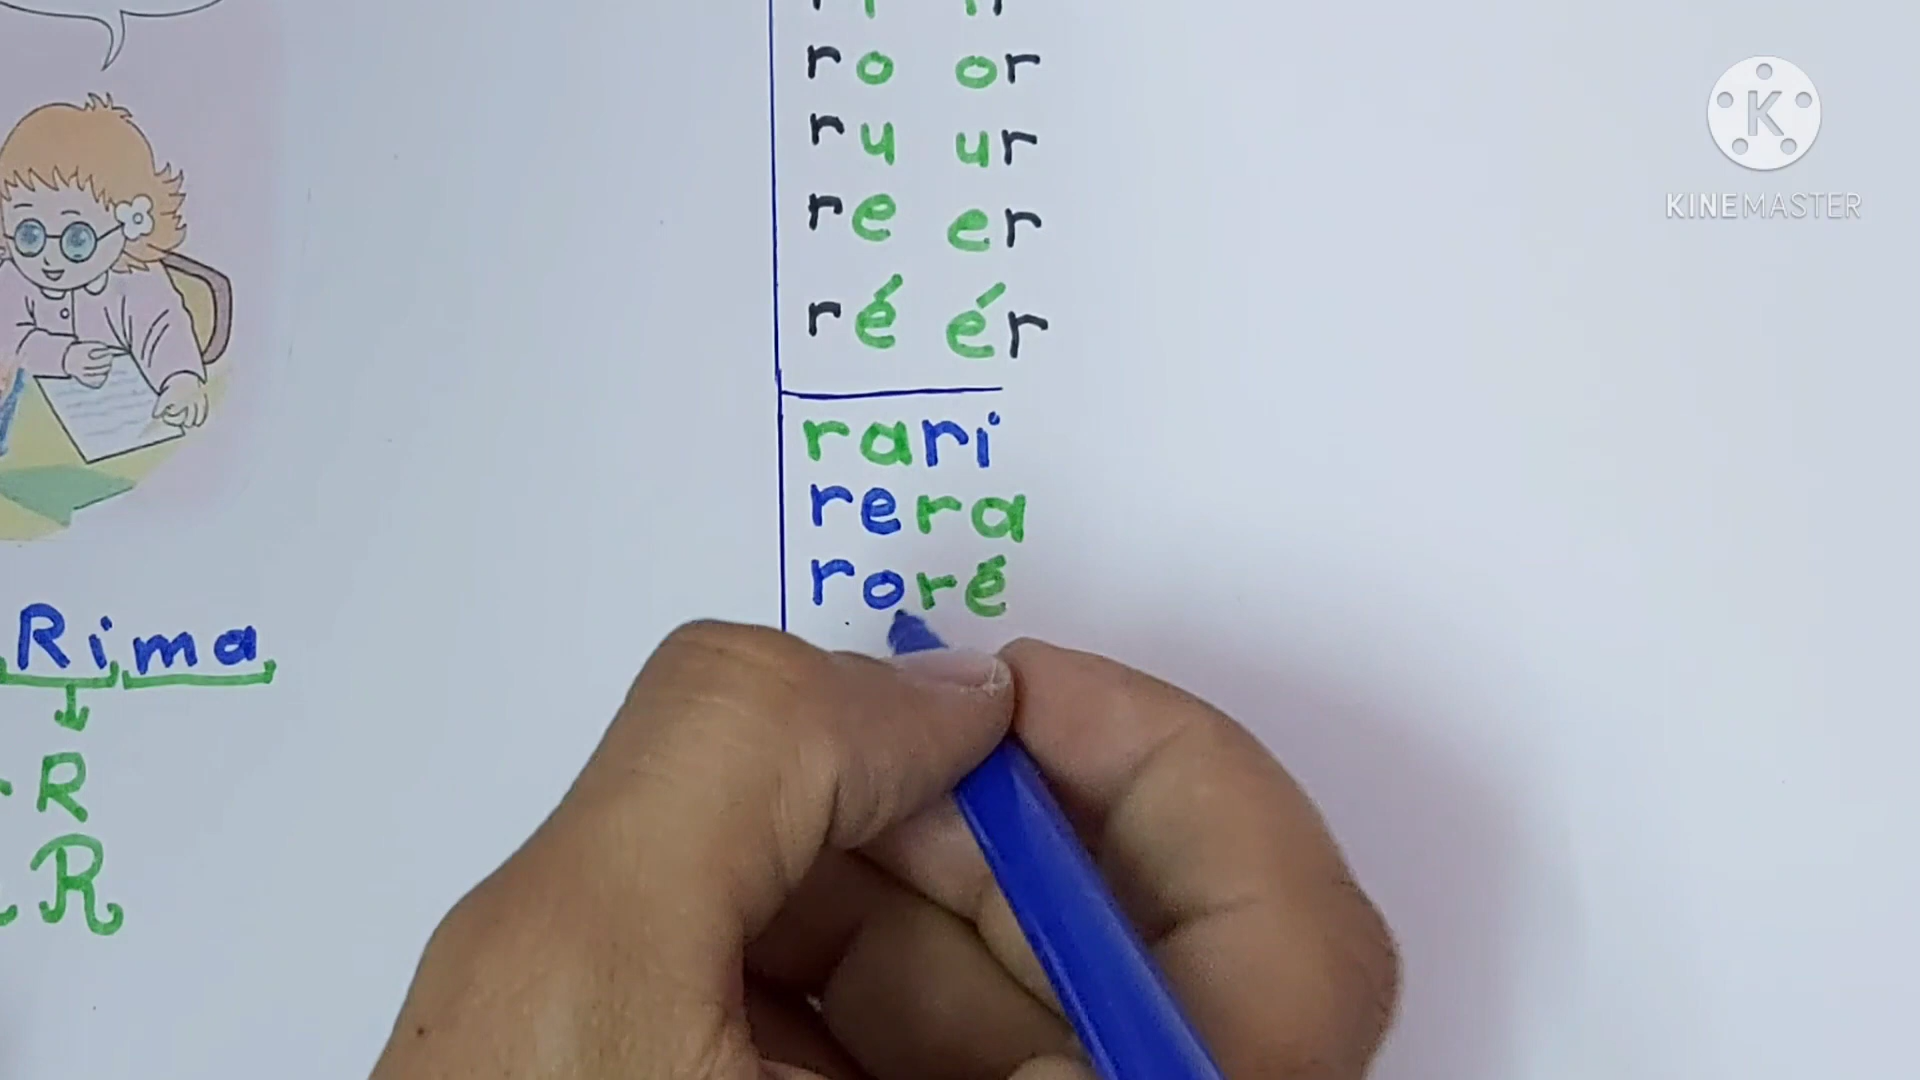 ro or
ru ur
re er
ré ér
rari
rera
roré
Rima
R
R
K
KINEMASTER